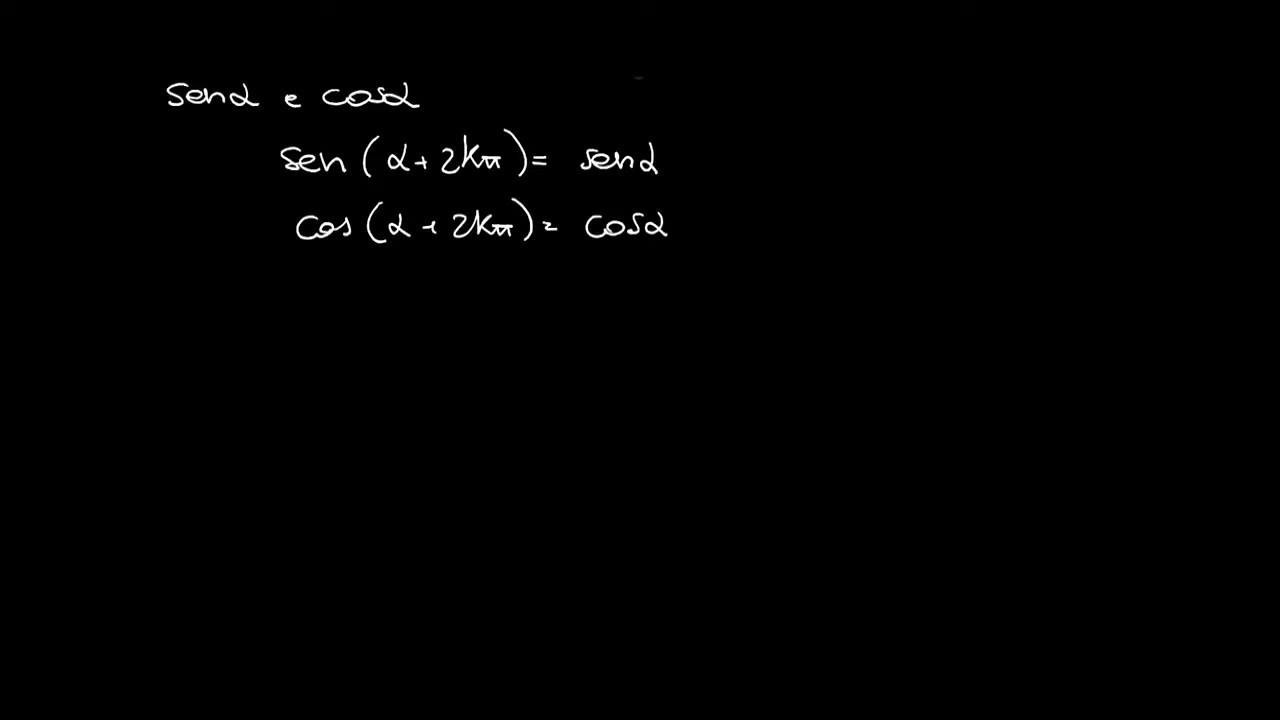 senα e cosα
sen(α+2kπ)= senα
cos(α+2kπ)= cosα